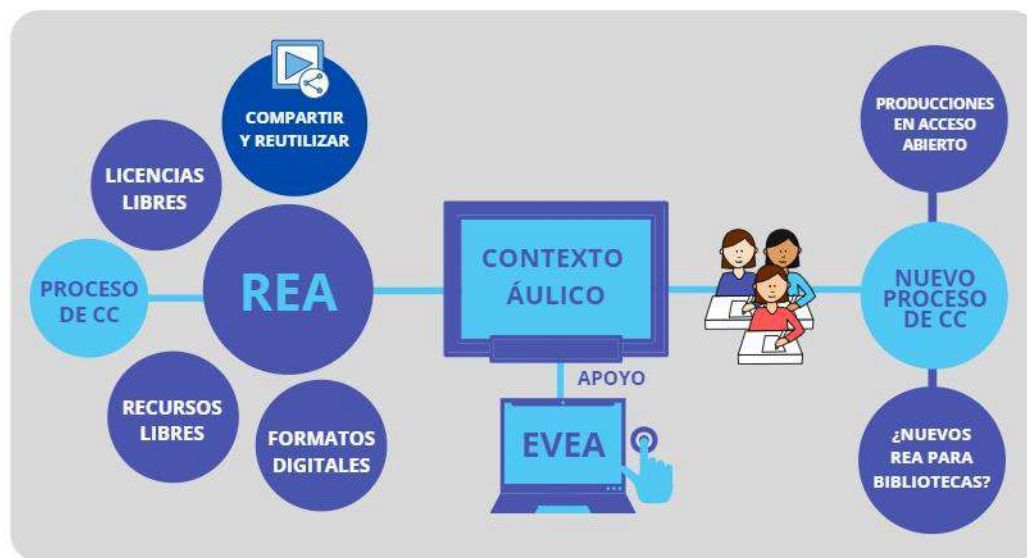 COMPARTIR
Y REUTILIZAR
LICENCIAS
LIBRES
PROCESO
DE CC
REA
RECURSOS
LIBRES
FORMATOS
DIGITALES
CONTEXTO
ÁULICO
APOYO
EVEA
PRODUCCIONES
EN ACCESO
ABIERTO
NUEVO
PROCESO
DE CC
¿NUEVOS
REA PARA
BIBLIOTECAS?